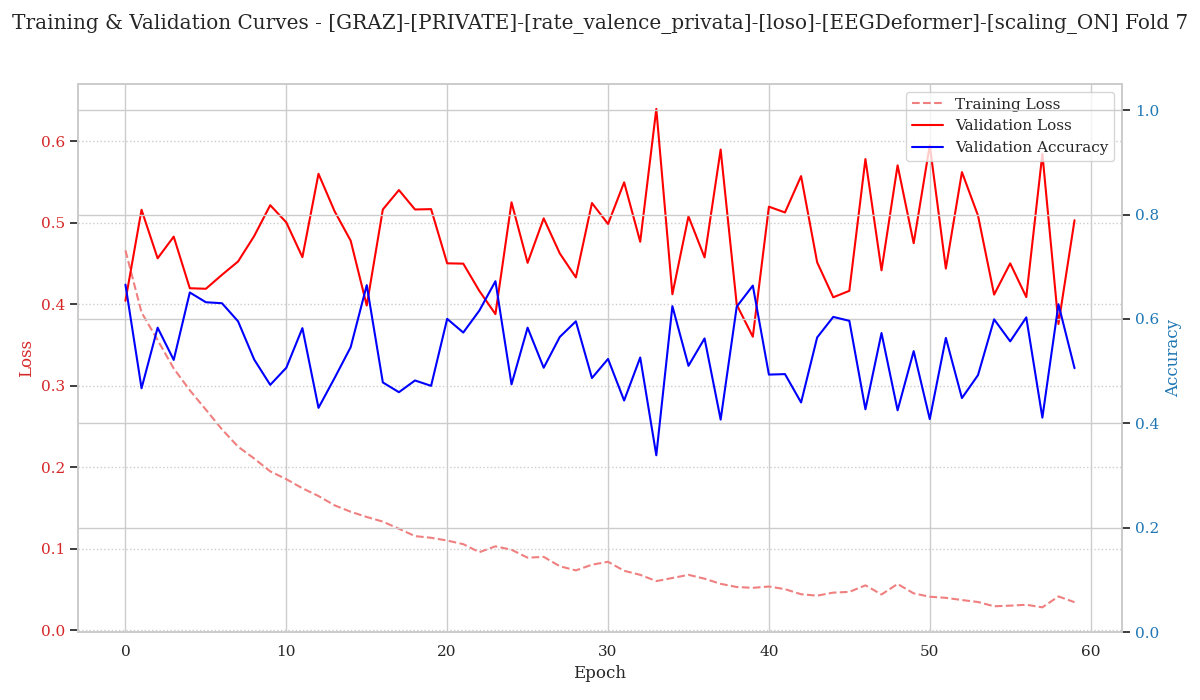 Training & Validation Curves - [GRAZ]-[PRIVATE]-[rate_valence_privata]-[loso]-[EEGDeformer]-[scaling_ON] Fold 7
Training Loss
Validation Loss
Validation Accuracy
Loss
0.6
0.5
0.4
0.3
0.2
0.1
0.0
1.0
0.8
0.6
0.4
0.2
0.0
Accuracy
0 10 20 30 40 50 60
Epoch